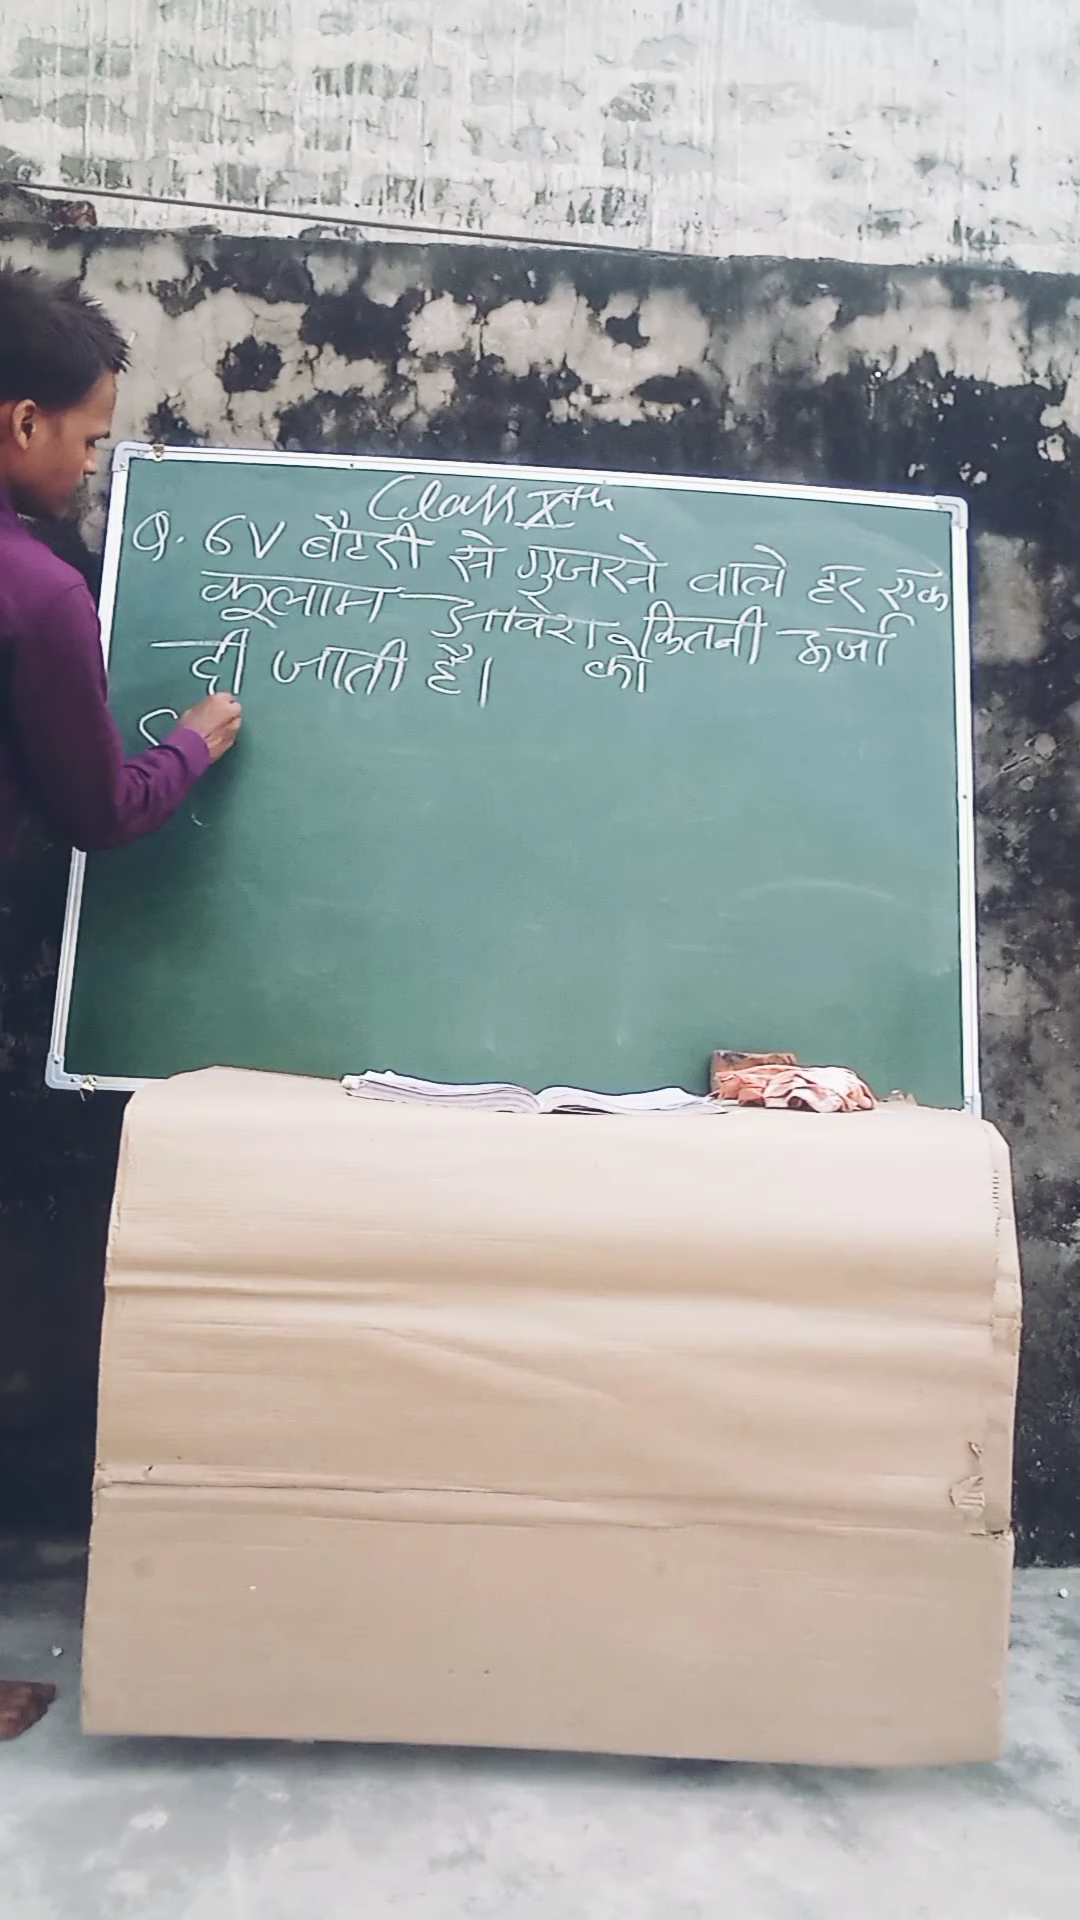 Class Xth
Q. 6V बैटरी से गुजरने वाले हर एक
कूलाम आवेश को कितनी ऊर्जा
दी जाती है।
S